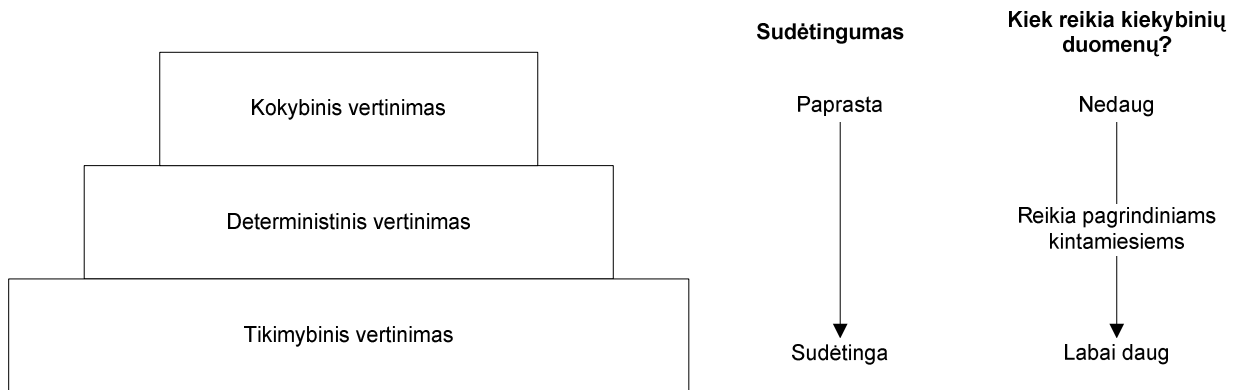 Sudėtingumas
Kiek reikia kiekybinių
duomenų?
Kokybinis vertinimas
Paprasta
Nedaug
Deterministinis vertinimas
Reikia pagrindiniams
kintamiesiems
Tikimybinis vertinimas
Sudėtinga
Labai daug